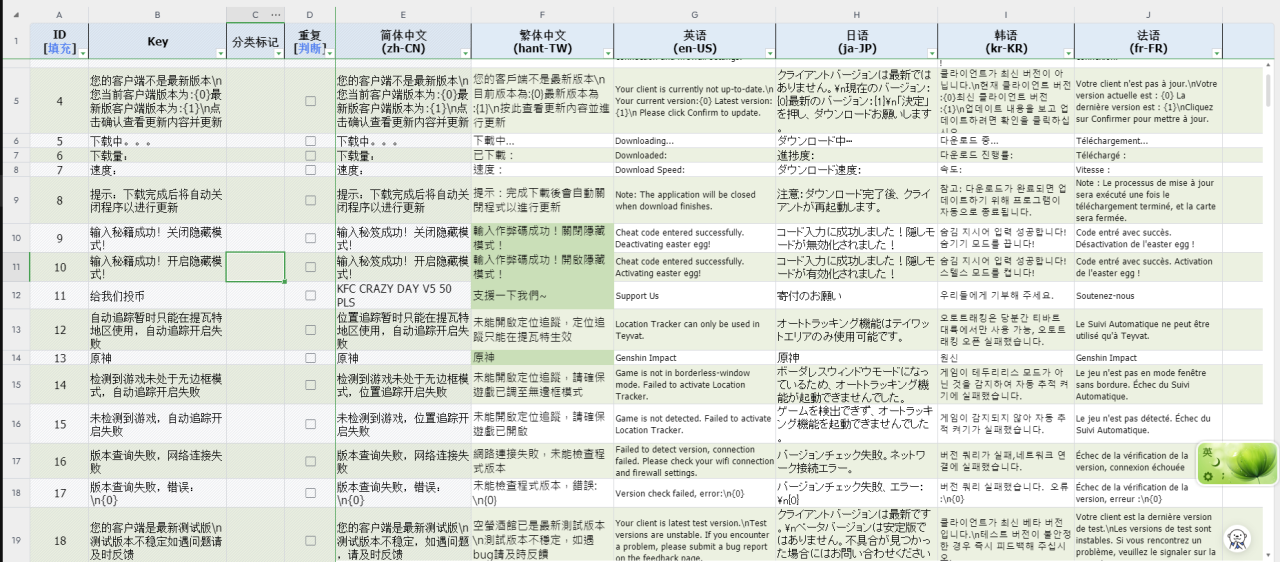 A B C ··· D E F G H I J
1 ID Key 分类标记 重复 简体中文 繁体中文 英语 日语 韩语 法语
[填充] [判断] (zh-CN) (hant-TW) (en-US) (ja-JP) (kr-KR) (fr-FR)
5
4
您的客户端不是最新版本\n
您当前客户端版本为:{0}最
新版客户端版本为:{1}\n点
击确认查看更新内容并更新
您的客户端不是最新版本\n
您当前客户端版本为:{0}最
新版客户端版本为:{1}\n点
击确认查看更新内容并更新
您的客戶端不是最新版本\n
目前版本為:{0}最新版本為
:{1}\n按此查看更新内容並進
行更新
Your client is currently not up-to-date.\n
Your current version:{0} Latest version:
{1}\n Please click Confirm to update.
クライアントバージョンは最新では
ありません。¥n現在のバージョン:
{0}最新のバージョン:{1}¥n「決定」
を押し、ダウンロードお願いします
。
클라이언트가 최신 버전이 아
닙니다.\n현재 클라이언트 버전
:{0}최신 클라이언트 버전
:{1}\n업데이트 내용을 보고 업
데이트하려면 확인을 클릭하십
Votre client n'est pas à jour.\nVotre
version actuelle est : {0} La
dernière version est : {1}\nCliquez
sur Confirmer pour mettre à jour.
6
5
下载中。。。
下载中。。。
下載中…
Downloading...
ダウンロード中…
다운로드 중...
Téléchargement...
7
6
下载量:
下载量:
已下載：
Downloaded:
進捗度:
다운로드 진행률:
Téléchargé :
8
7
速度:
速度:
速度：
Download Speed:
ダウンロード速度:
속도:
Vitesse :
9
8
提示: 下载完成后将自动关
闭程序以进行更新
提示: 下载完成后将自动关
闭程序以进行更新
提示：完成下載後會自動關
閉程式以進行更新
Note: The application will be closed
when download finishes.
注意: ダウンロード完了後、クライ
アントが再起動します。
참고: 다운로드가 완료되면 업
데이트하기 위해 프로그램이
자동으로 종료됩니다.
Note : Le processus de mise à jour
sera exécuté une fois le
téléchargement terminé, et la carte
sera fermée.
10
9
输入秘籍成功！关闭隐藏模
式！
输入秘笈成功！关闭隐藏模
式！
輸入作弊碼成功！關閉隱藏
模式！
Cheat code entered successfully.
Deactivating easter egg!
コード入力に成功しました！隠しモ
ードが無効化されました！
숨김 지시어 입력 성공합니다!
숨기기 모드를 끕니다!
Code entré avec succès.
Désactivation de l'easter egg !
11
10
输入秘籍成功！开启隐藏模
式！
输入秘笈成功！开启隐藏模
式！
輸入作弊碼成功！開啟隱藏
模式！
Cheat code entered successfully.
Activating easter egg!
コード入力に成功しました！隠しモ
ードが有効化されました！
숨김 지시어 입력 성공합니다!
스텔스 모드를 켭니다!
Code entré avec succès. Activation
de l'easter egg !
12
11
给我们投币
KFC CRAZY DAY V5 50
PLS
支援一下我們~
Support Us
寄付のお願い
우리들에게 기부해 주세요.
Soutenez-nous
13
12
自动追踪暂时只能在提瓦特
地区使用，自动追踪开启失
败
位置追踪暂时只能在提瓦特
地区使用，自动追踪开启失
败
未能開啟定位追蹤，定位追
蹤只能在提瓦特生效
Location Tracker can only be used in
Teyvat.
オートトラッキング機能はテイワッ
トエリアのみ使用可能です。
오토트래킹은 당분간 티바트
대륙에서만 사용 가능, 오토트
래킹 오픈 실패했습니다.
Le Suivi Automatique ne peut être
utilisé qu'à Teyvat.
14
13
原神
原神
原神
Genshin Impact
原神
원신
Genshin Impact
15
14
检测到游戏未处于无边框模
式，自动追踪开启失败
检测到游戏未处于无边框模
式，位置追踪开启失败
未能開啟定位追蹤，請確保
遊戲已調至無邊框模式
Game is not in borderless-window
mode. Failed to activate Location
Tracker.
ボーダレスウィンドウモードになっ
ているため、オートトラッキング機
能が起動できませんでした。
게임이 테두리리스 모드가 아
닌 것을 감지하여 자동 추적 켜
기에 실패했습니다.
Le jeu n'est pas en mode fenêtre
sans bordure. Échec du Suivi
Automatique.
16
15
未检测到游戏，自动追踪开
启失败
未检测到游戏，位置追踪开
启失败
未能開啟定位追蹤，請確保
遊戲已開啟
Game is not detected. Failed to activate
Location Tracker.
ゲームを検出できず、オートトラッ
キング機能を起動できませんでした
。
게임이 감지되지 않아 자동 추
적 켜기가 실패했습니다.
Le jeu n'est pas détecté. Échec du
Suivi Automatique.
17
16
版本查询失败，网络连接失
败
版本查询失败，网络连接失
败
網路連接失敗，未能檢查程
式版本
Failed to detect version, connection
failed. Please check your wifi connection
and firewall settings.
バージョンチェック失敗。ネットワ
ーク接続エラー。
버전 쿼리가 실패,네트워크 연
결에 실패했습니다.
Échec de la vérification de la
version, connexion échouée
18
17
版本查询失败，错误:
\n{0}
版本查询失败，错误:
\n{0}
未能檢查程式版本，錯誤:
\n{0}
Version check failed, error:\n{0}
バージョンチェック失敗, エラー:
¥n{0}
버전 쿼리 실패했습니다. 오류
:\n{0}
Échec de la vérification de la
version, erreur :\n{0}
19
18
您的客户端是最新测试版\n
测试版本不稳定如遇问题请
及时反馈
您的客户端是最新测试版\n
测试版本不稳定,如遇问题
，请及时反馈
空螢酒館已是最新測試版本
\n測試版本不穩定，如遇
bug請及時反饋
Your client is latest test version.\nTest
versions are unstable. If you encounter
a problem, please submit a bug report
on the feedback page.
クライアントバージョンは最新です
。¥nベータバージョンは安定版で
はありません。不具合が見つかっ
た場合にはお問い合わせください
클라이언트가 최신 베타 버전
입니다.\n테스트 버전이 불안정
한 경우 즉시 피드백해 주십시
오.
Votre client est la dernière version
de test.\nLes versions de test sont
instables. Si vous rencontrez un
problème, veuillez le signaler sur la
英